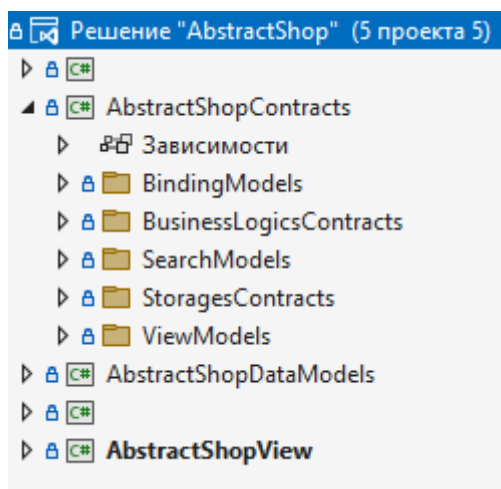 Решение "AbstractShop" (5 проекта 5)
C#
C# AbstractShopContracts
Зависимости
BindingModels
BusinessLogicsContracts
SearchModels
StoragesContracts
ViewModels
C# AbstractShopDataModels
C#
C# AbstractShopView